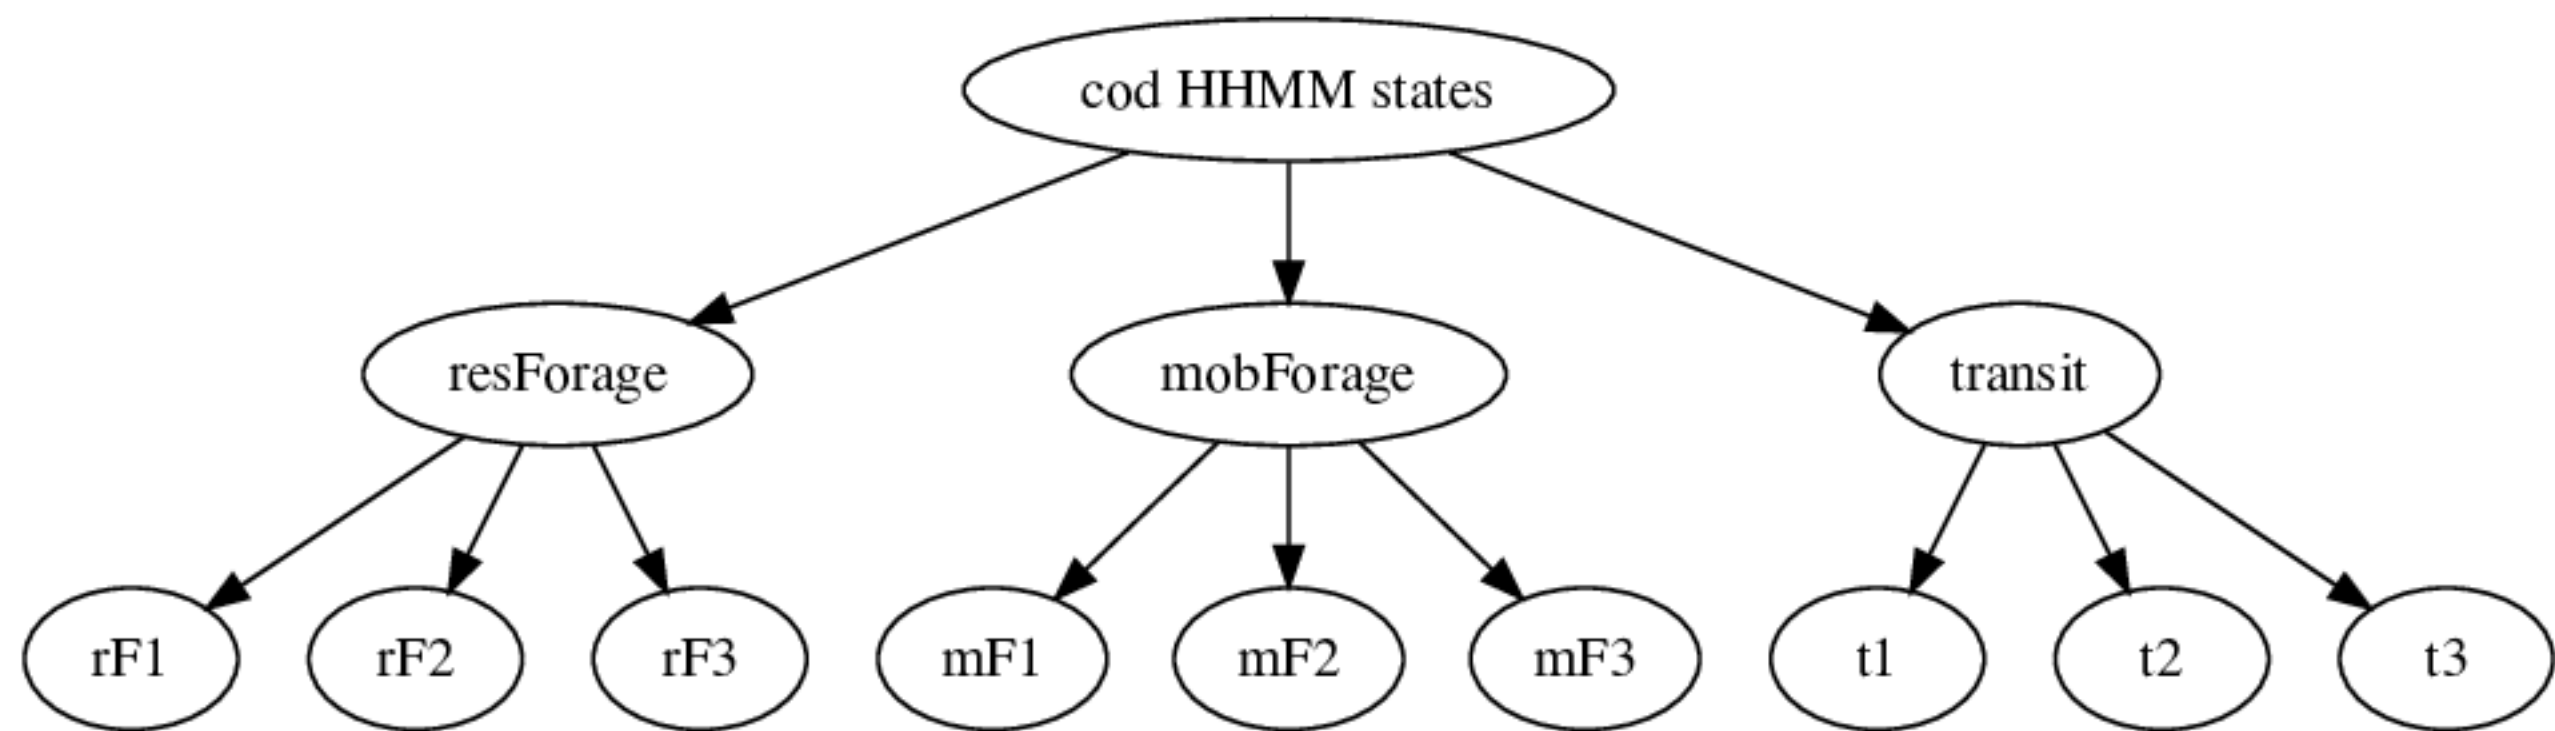 cod HHMM states
resForage
mobForage
transit
rF1
rF2
rF3
mF1
mF2
mF3
t1
t2
t3